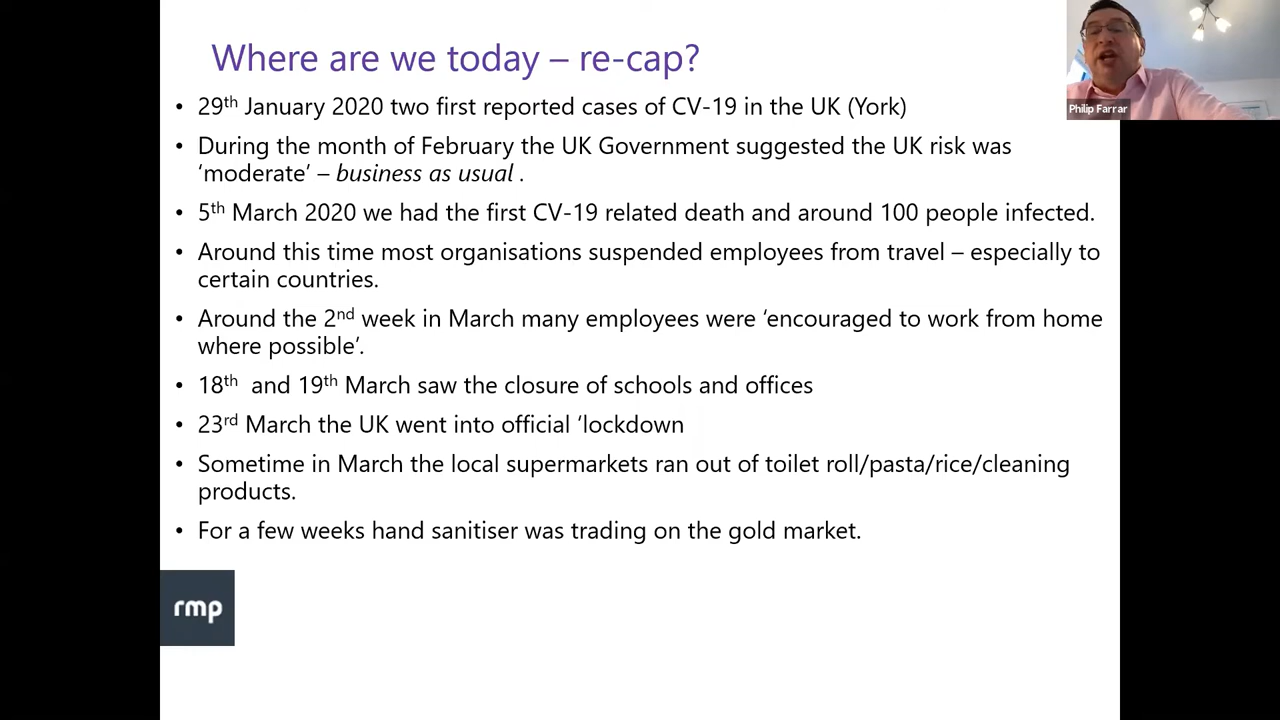 Where are we today – re-cap?
Philip Farrar
• 29th January 2020 two first reported cases of CV-19 in the UK (York)
• During the month of February the UK Government suggested the UK risk was
‘moderate’ – business as usual .
• 5th March 2020 we had the first CV-19 related death and around 100 people infected.
• Around this time most organisations suspended employees from travel – especially to
certain countries.
• Around the 2nd week in March many employees were ‘encouraged to work from home
where possible’.
• 18th  and 19th March saw the closure of schools and offices
• 23rd March the UK went into official ‘lockdown
• Sometime in March the local supermarkets ran out of toilet roll/pasta/rice/cleaning
products.
• For a few weeks hand sanitiser was trading on the gold market.
rmp